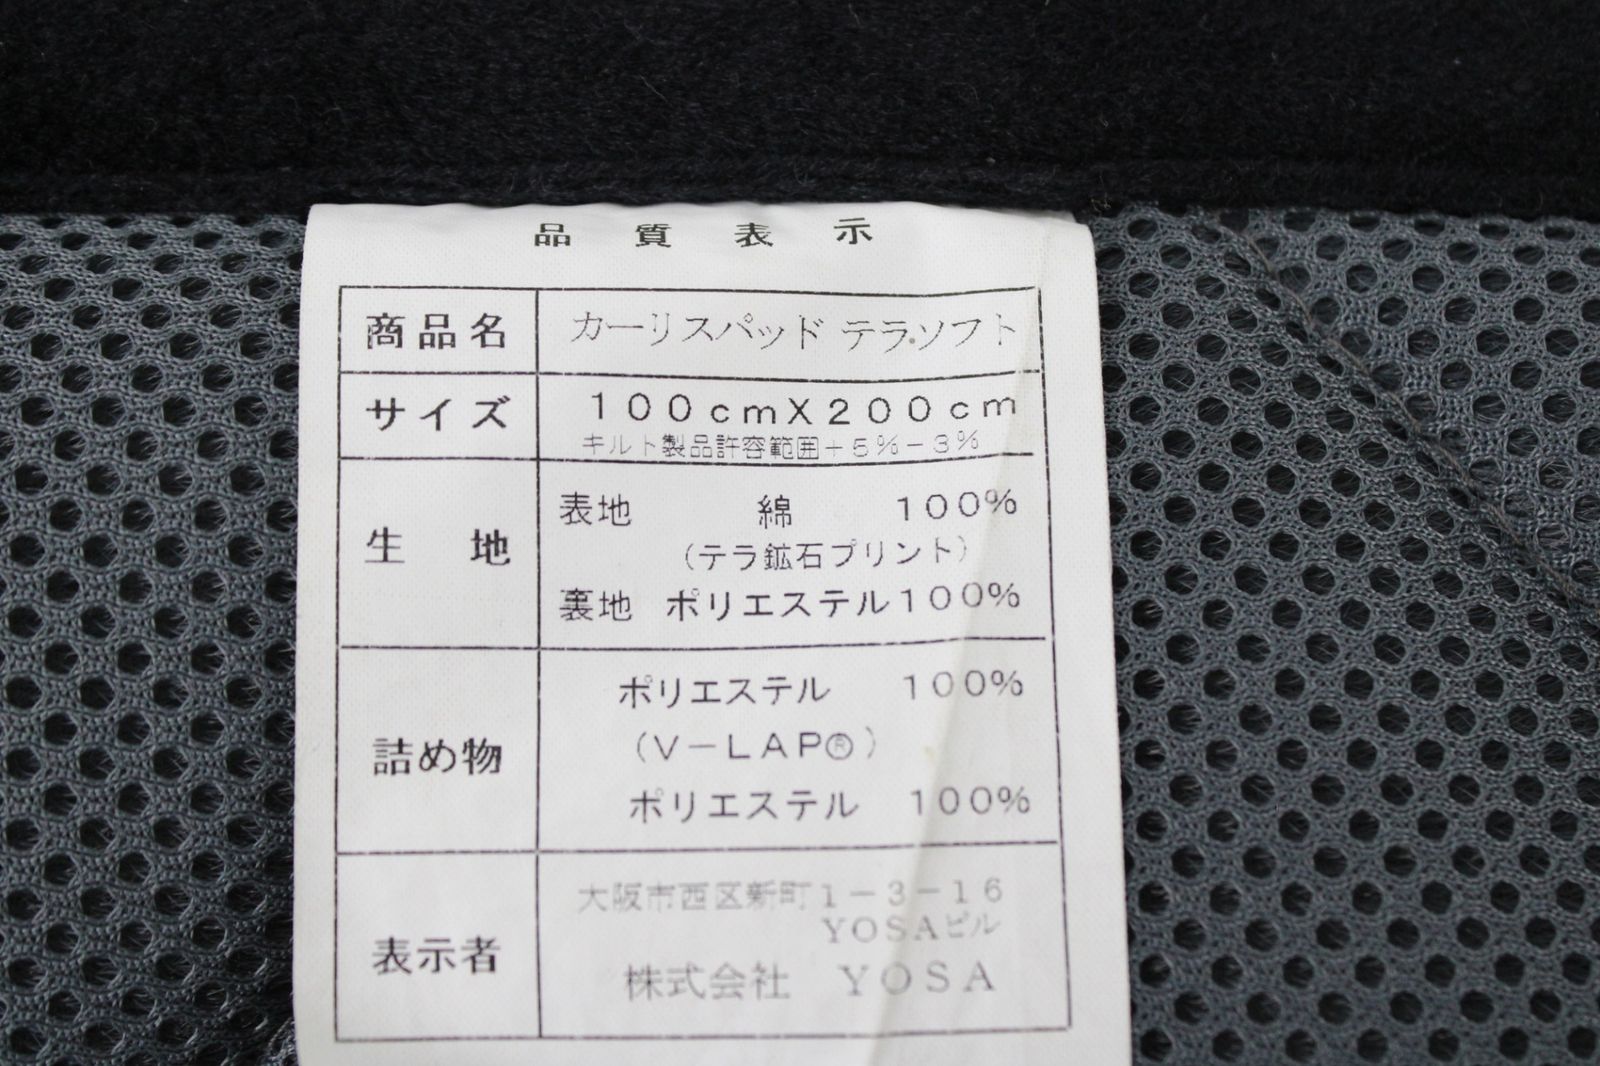 品質表示
商品名 カーリスパッド テラ・ソフト
サイズ 100cmX200cm
キルト製品許容範囲+5%-3%
生地 表地 綿 100%
(テラ鉱石プリント)
裏地 ポリエステル100%
詰め物 ポリエステル 100%
(V-LAP®)
ポリエステル 100%
表示者 大阪市西区新町1-3-16
YOSAビル
株式会社 YOSA